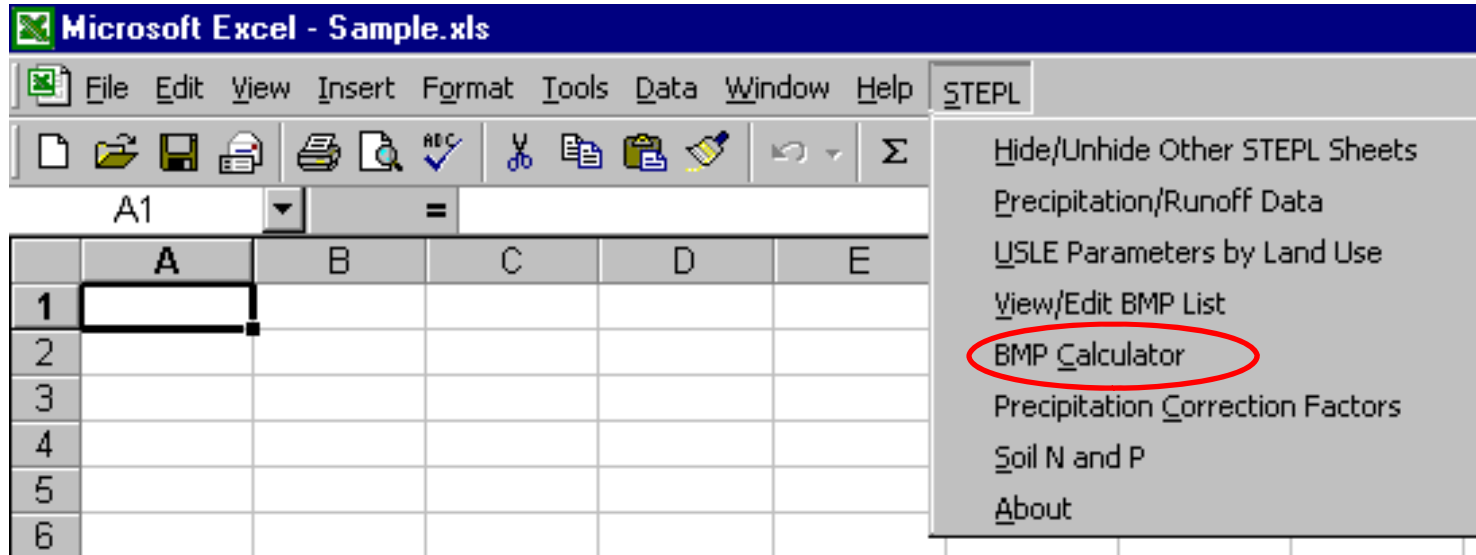 Microsoft Excel - Sample.xls
File Edit View Insert Format Tools Data Window Help STEPL
ABC Σ
A1 =
A B C D E
1
2
3
4
5
6
Hide/Unhide Other STEPL Sheets
Precipitation/Runoff Data
USLE Parameters by Land Use
View/Edit BMP List
BMP Calculator
Precipitation Correction Factors
Soil N and P
About